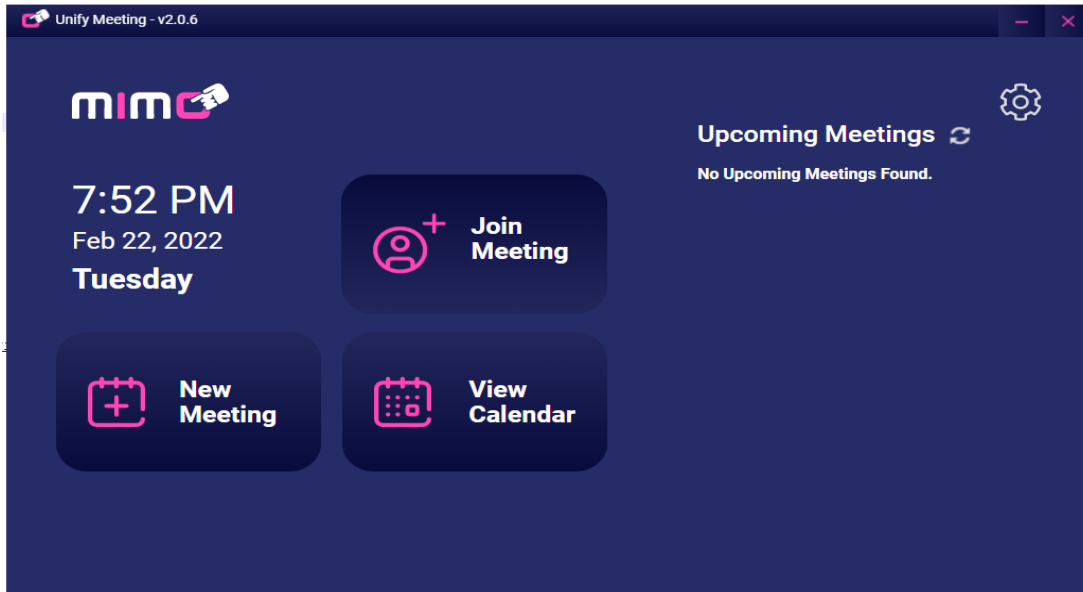 Unify Meeting - v2.0.6
mimo
Upcoming Meetings
No Upcoming Meetings Found.
7:52 PM
Feb 22, 2022
Tuesday
Join
Meeting
New
Meeting
View
Calendar